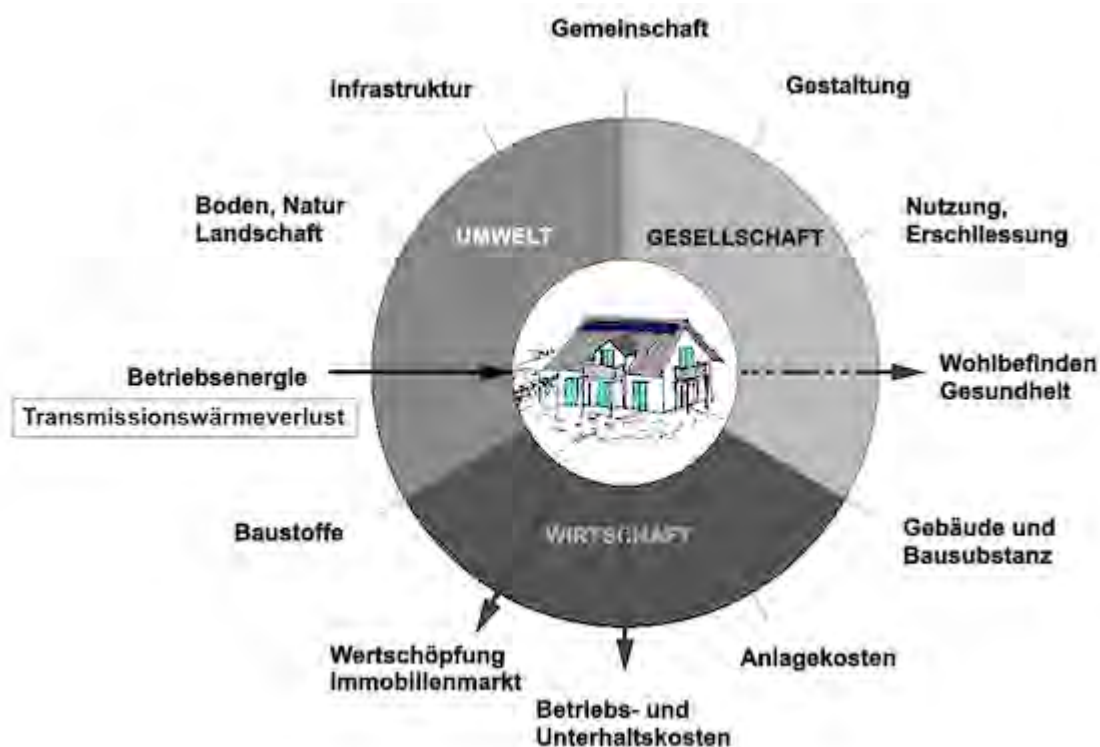 Gemeinschaft
Infrastruktur
Gostaltung
Boden, Natur
Landschaft
UMWELT
GESELLSCHAFT
Nutzung,
Erschliessung
Betriebsenergie
Transmissionswärmeverlust
Wohlbefinden
Gesundheit
Baustoffe
WIRTSCHAFT
Gebäude und
Bausubstanz
Wertschöpfung
Immobilienmarkt
Anlagekosten
Betriebs- und
Unterhaltskosten